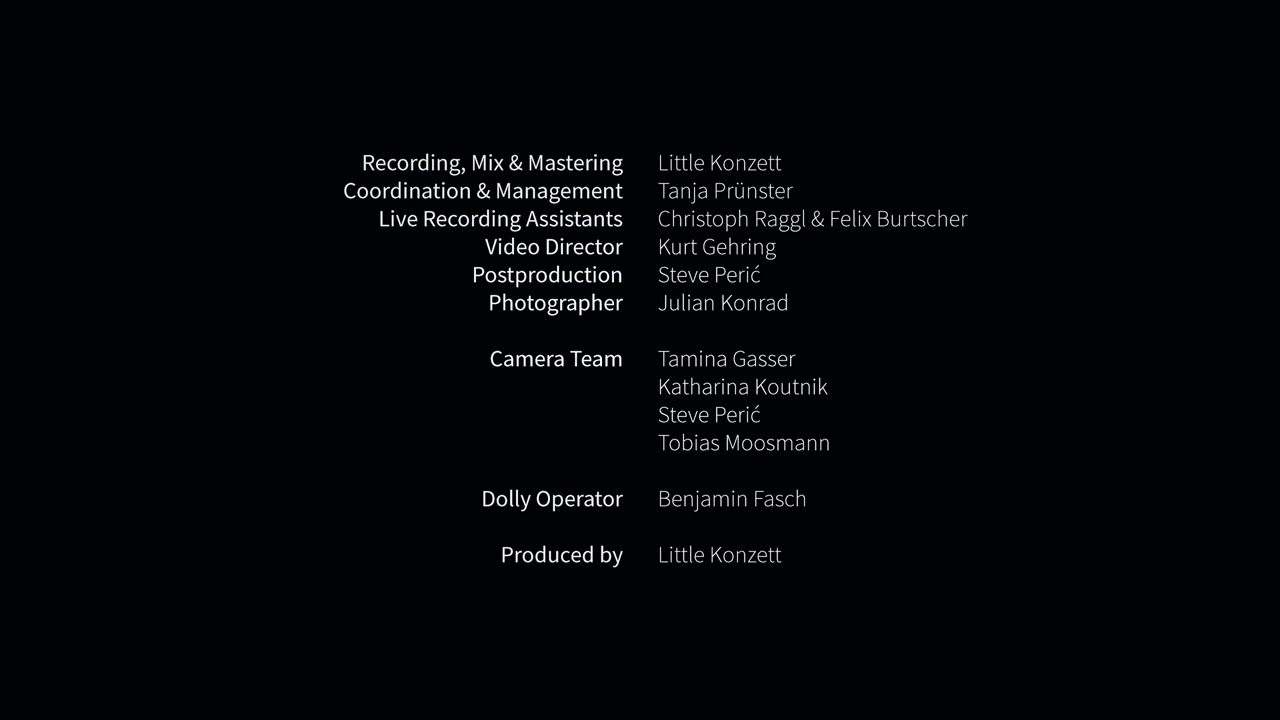 Recording, Mix & Mastering Little Konzett
Coordination & Management Tanja Prünster
Live Recording Assistants Christoph Raggl & Felix Burtscher
Video Director Kurt Gehring
Postproduction Steve Perić
Photographer Julian Konrad
Camera Team Tamina Gasser
Katharina Koutnik
Steve Perić
Tobias Moosmann
Dolly Operator Benjamin Fasch
Produced by Little Konzett